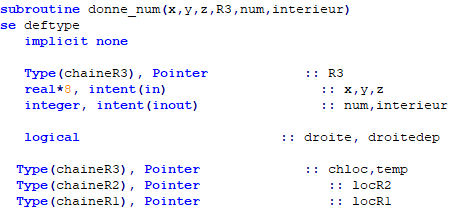 subroutine donne_num(x,y,z,R3,num,interieur)
se deftype
implicit none
Type(chaineR3), Pointer :: R3
real*8, intent(in) :: x,y,z
integer, intent(inout) :: num,interieur
logical :: droite, droitedep
Type(chaineR3), Pointer :: chloc,temp
Type(chaineR2), Pointer :: locR2
Type(chaineR1), Pointer :: locR1